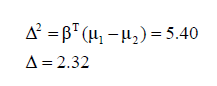 Δ² = βᵀ (μ₁ − μ₂) = 5.40
Δ = 2.32